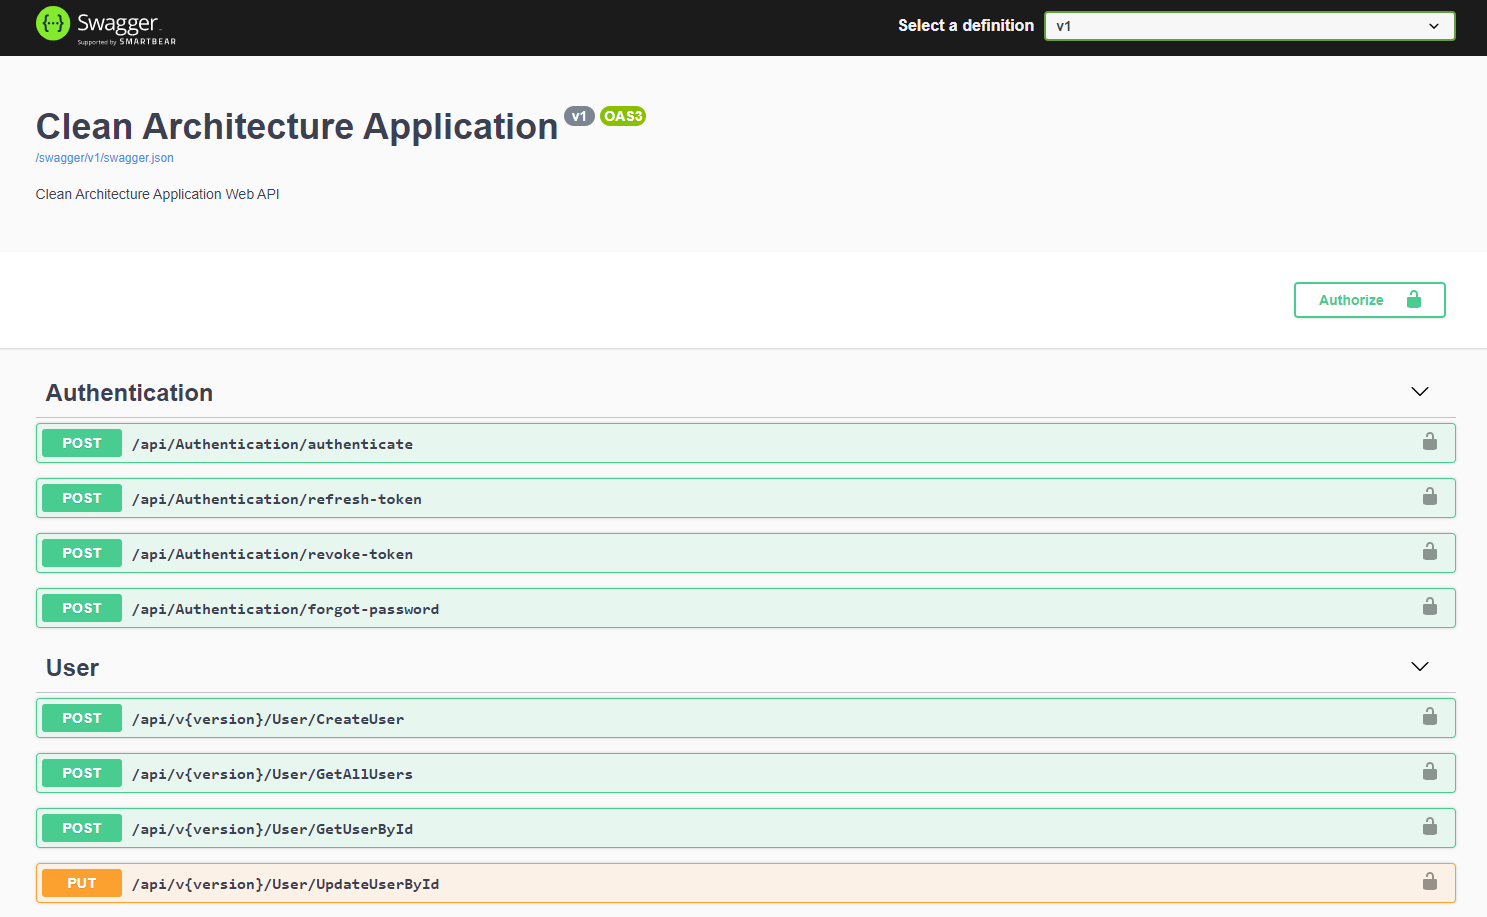 Swagger
Supported by SMARTBEAR
Select a definition
v1
Clean Architecture Application v1 OAS3
/swagger/v1/swagger.json
Clean Architecture Application Web API
Authorize
Authentication
POST /api/Authentication/authenticate
POST /api/Authentication/refresh-token
POST /api/Authentication/revoke-token
POST /api/Authentication/forgot-password
User
POST /api/v{version}/User/CreateUser
POST /api/v{version}/User/GetAllUsers
POST /api/v{version}/User/GetUserById
PUT /api/v{version}/User/UpdateUserById